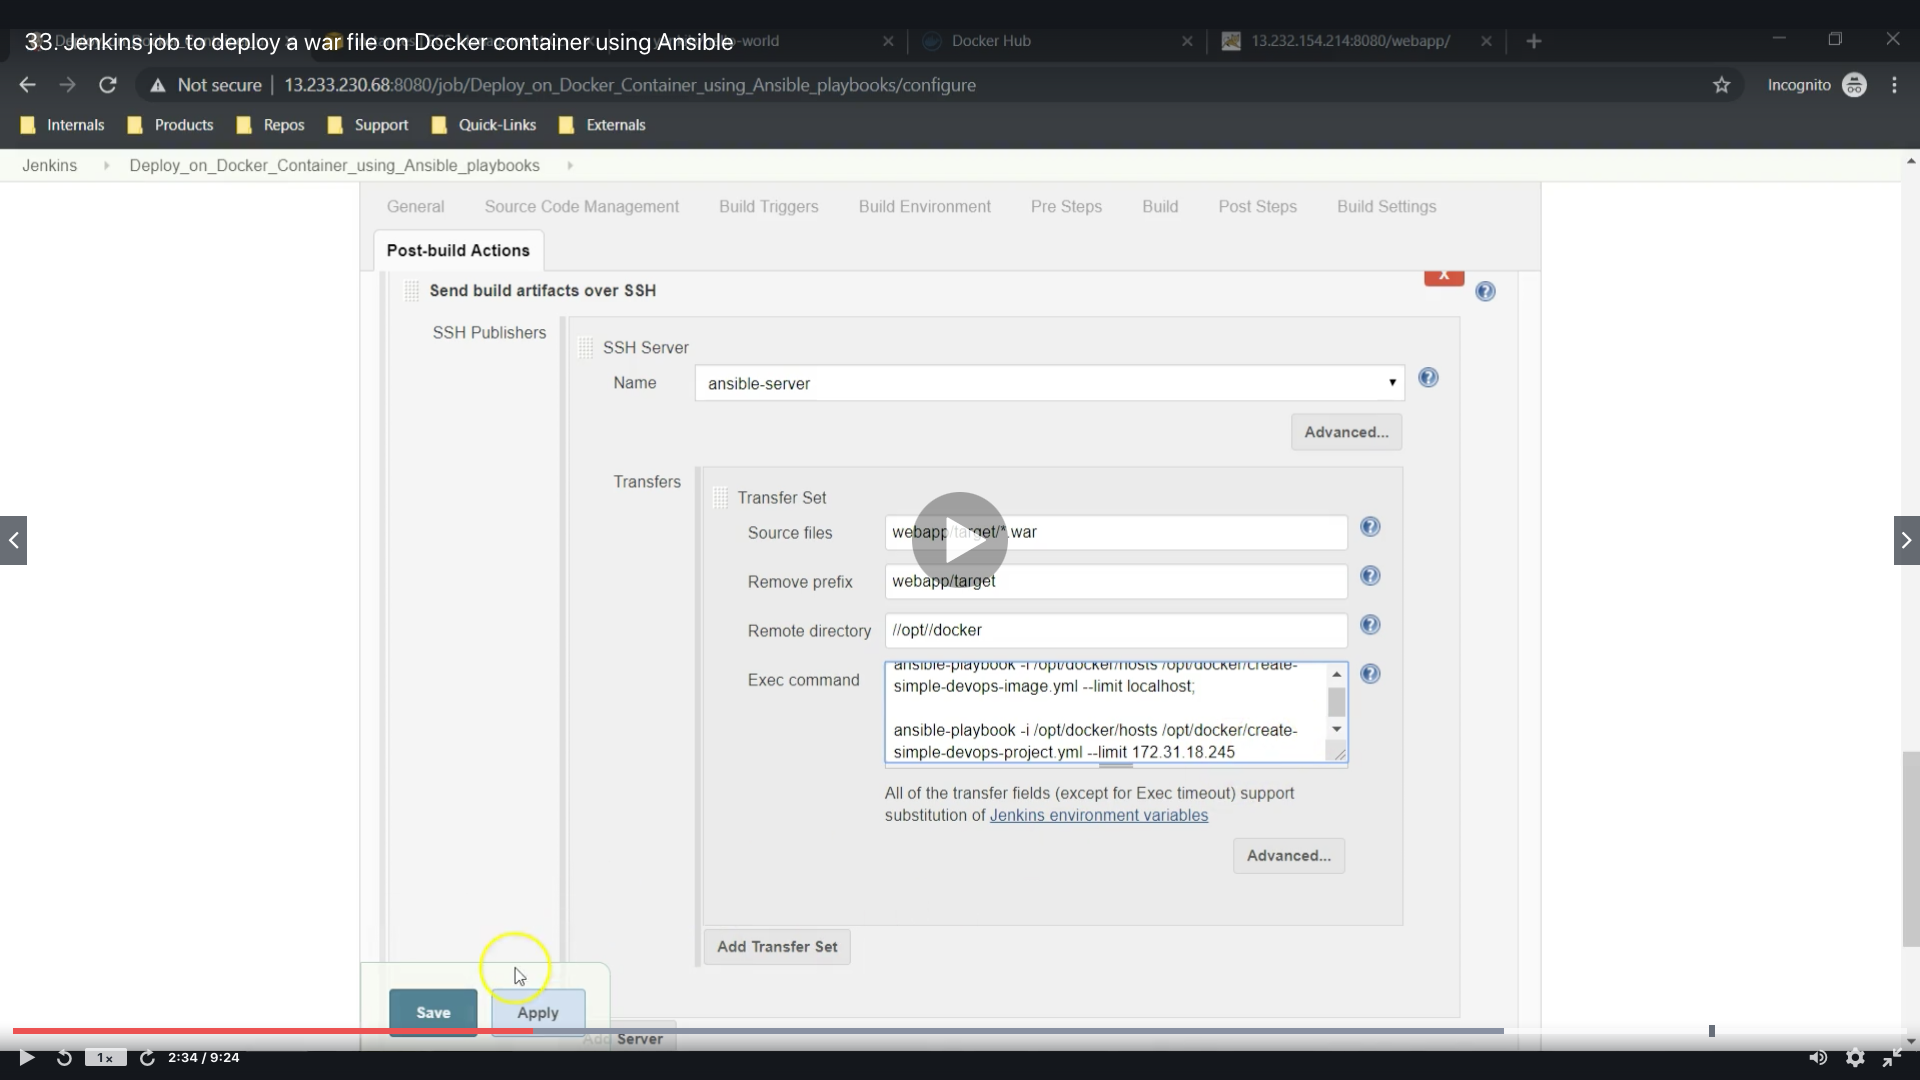 33. Jenkins job to deploy a war file on Docker container using Ansible
Docker Hub
13.232.154.214:8080/webapp/
Not secure
13.233.230.68:8080/job/Deploy_on_Docker_Container_using_Ansible_playbooks/configure
Incognito
Internals
Products
Repos
Support
Quick-Links
Externals
Jenkins
Deploy_on_Docker_Container_using_Ansible_playbooks
General
Source Code Management
Build Triggers
Build Environment
Pre Steps
Build
Post Steps
Build Settings
Post-build Actions
Send build artifacts over SSH
X
SSH Publishers
SSH Server
Name
ansible-server
Advanced...
Transfers
Transfer Set
Source files
webapp/target/*.war
Remove prefix
webapp/target
Remote directory
//opt//docker
Exec command
ansible-playbook -i /opt/docker/hosts /opt/docker/create-
simple-devops-image.yml --limit localhost;
ansible-playbook -i /opt/docker/hosts /opt/docker/create-
simple-devops-project.yml --limit 172.31.18.245
All of the transfer fields (except for Exec timeout) support
substitution of Jenkins environment variables
Advanced...
Add Transfer Set
Save
Apply
Add Server
1x
2:34 / 9:24